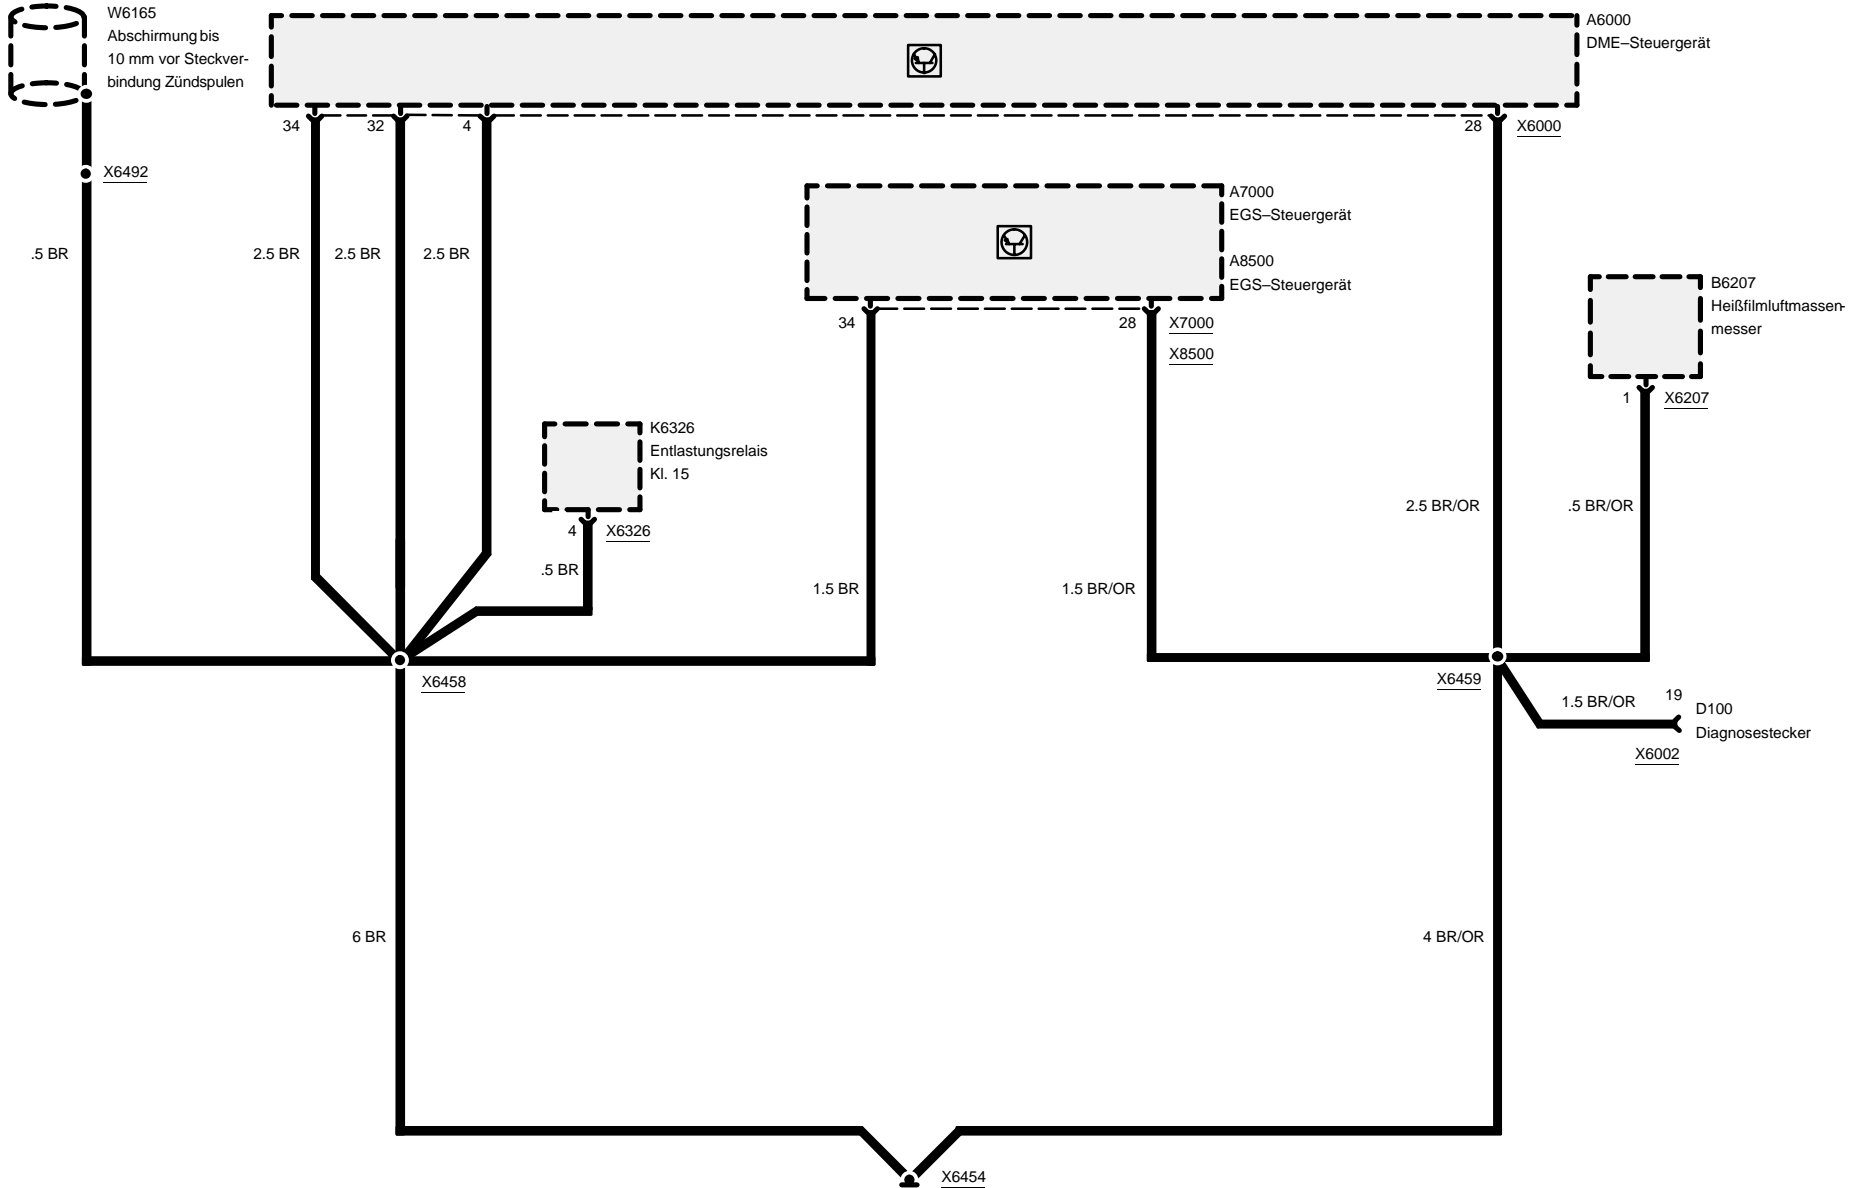 W6165
Abschirmung bis
10 mm vor Steckver-
bindung Zündspulen
A6000
DME–Steuergerät
34
32
4
28
X6000
X6492
A7000
EGS–Steuergerät
A8500
EGS–Steuergerät
.5 BR
2.5 BR
2.5 BR
2.5 BR
B6207
Heißfilmluftmassen-
messer
34
28
X7000
X8500
1
X6207
K6326
Entlastungsrelais
Kl. 15
4
X6326
2.5 BR/OR
.5 BR/OR
.5 BR
1.5 BR
1.5 BR/OR
X6458
X6459
1.5 BR/OR
19
D100
Diagnosestecker
X6002
6 BR
4 BR/OR
X6454